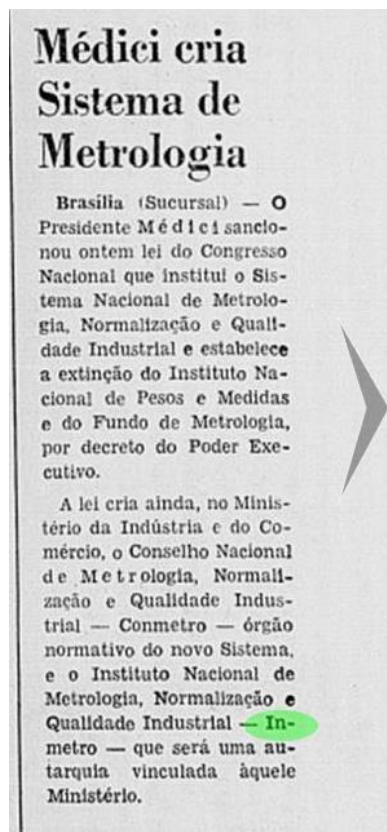 Médici cria
Sistema de
Metrologia
Brasília (Sucursal) — O
Presidente Médici sancio-
nou ontem lei do Congresso
Nacional que institui o Sis-
tema Nacional de Metrolo-
gia, Normalização e Quali-
dade Industrial e estabelece
a extinção do Instituto Na-
cional de Pesos e Medidas
e do Fundo de Metrologia,
por decreto do Poder Exe-
cutivo.
A lei cria ainda, no Minis-
tério da Indústria e do Co-
mércio, o Conselho Nacional
de Metrologia, Normali-
zação e Qualidade Indus-
trial — Conmetro — órgão
normativo do novo Sistema,
e o Instituto Nacional de
Metrologia, Normalização e
Qualidade Industrial — In-
metro — que será uma au-
tarquia vinculada àquele
Ministério.